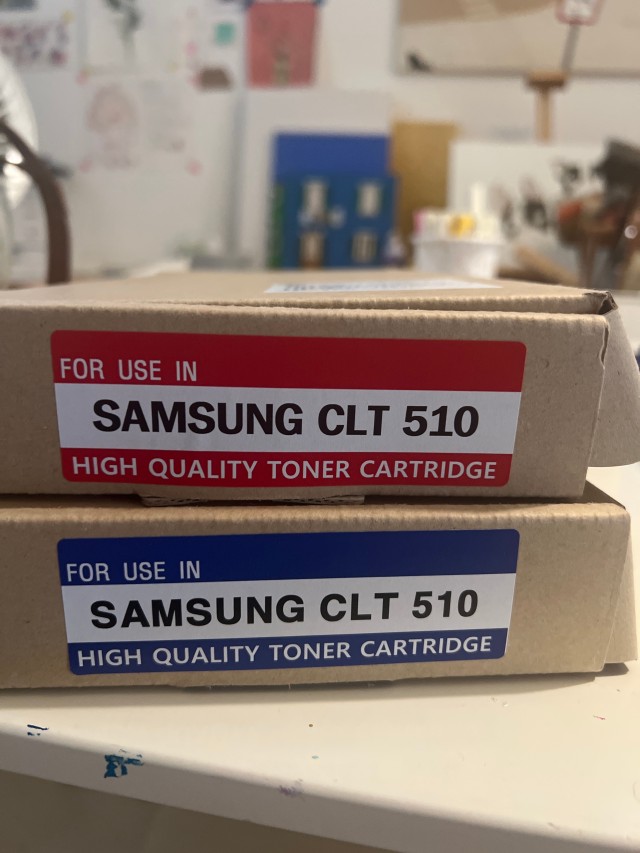 FOR USE IN
SAMSUNG CLT 510
HIGH QUALITY TONER CARTRIDGE
FOR USE IN
SAMSUNG CLT 510
HIGH QUALITY TONER CARTRIDGE